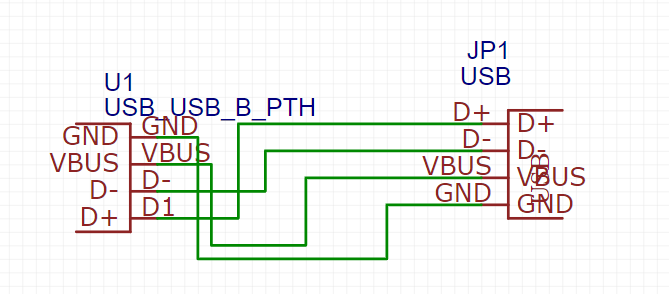 JP1
USB
U1
USB_USB_B_PTH
GND GND
VBUS VBUS
D- D-
D+ D1
D+ D+
D- D-
VBUS VBUS
GND GND
USB